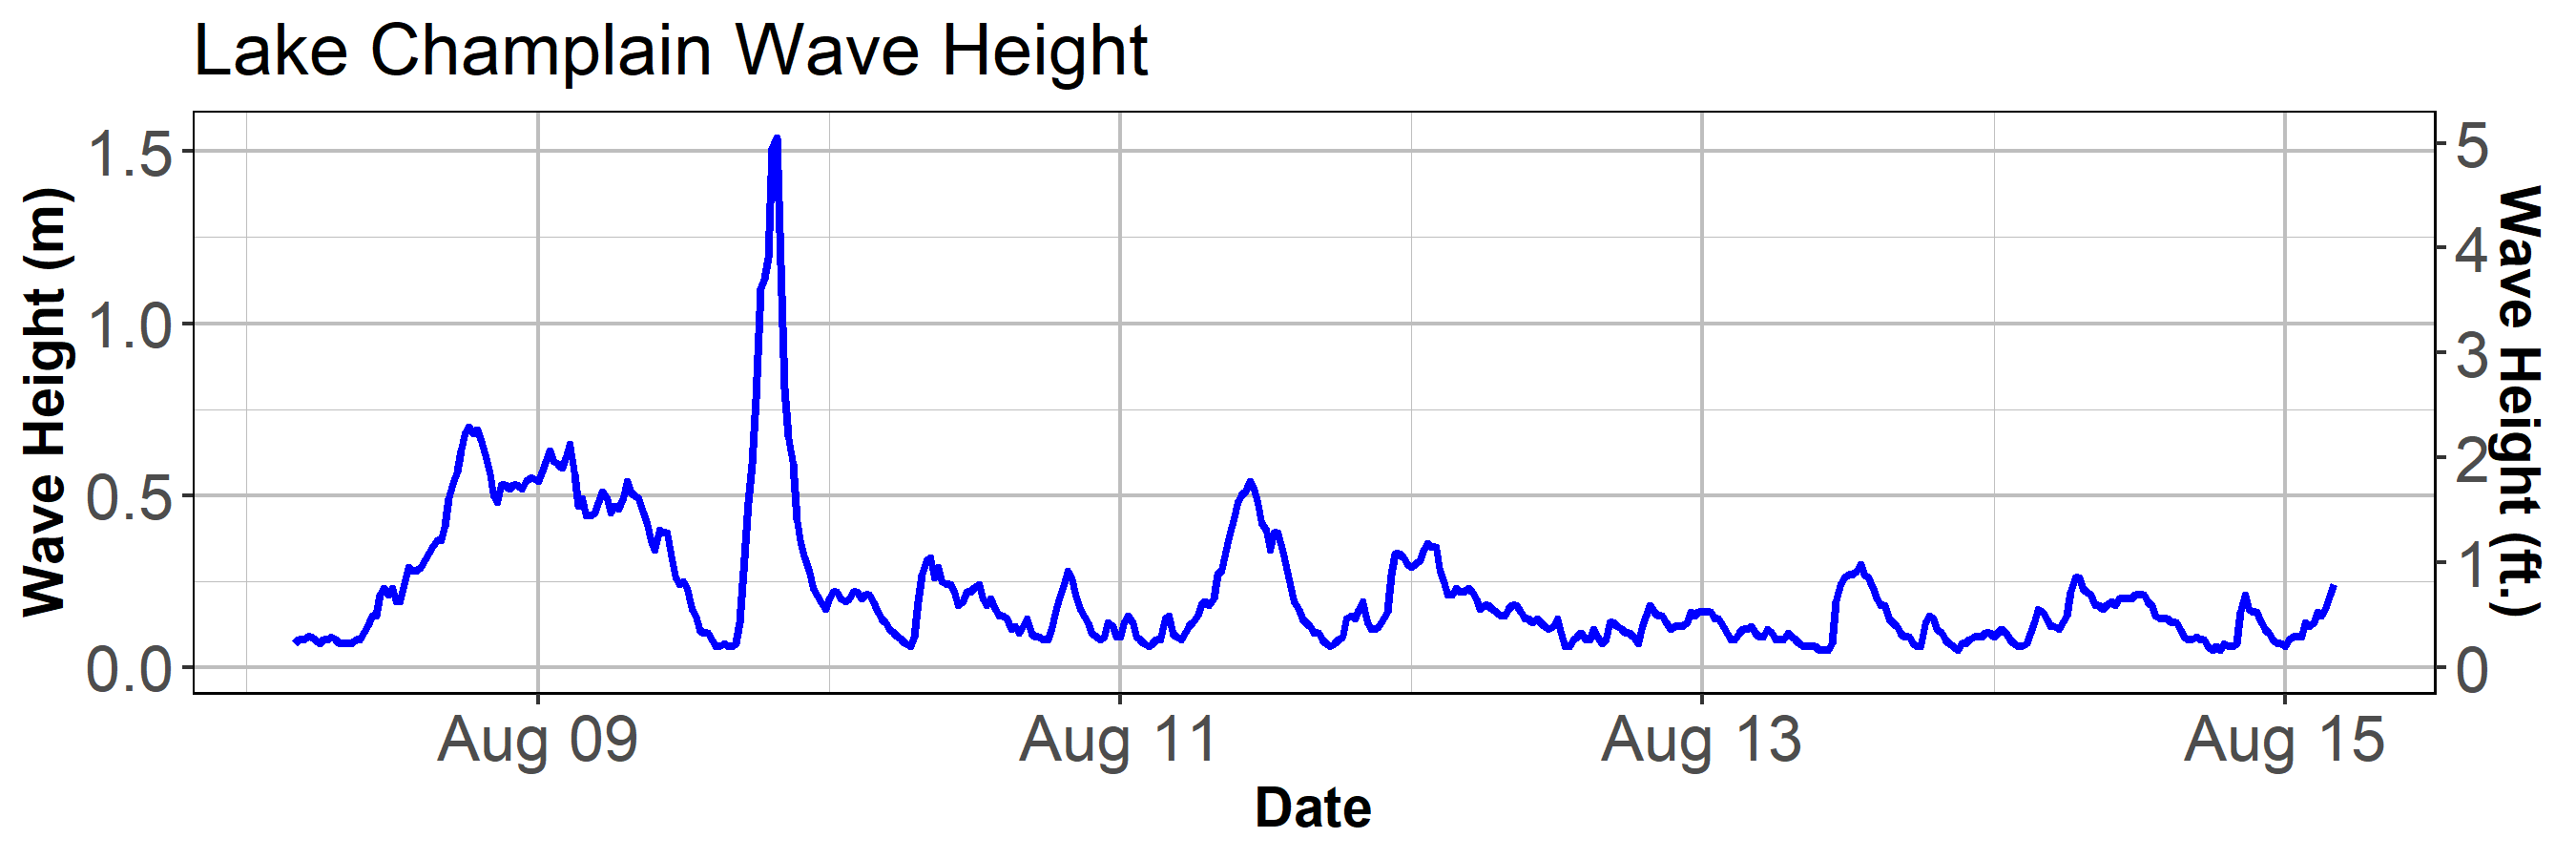 Lake Champlain Wave Height
Wave Height (m)
1.5
1.0
0.5
0.0
5
4
3
2
1
0
Wave Height (ft.)
Aug 09 Aug 11 Aug 13 Aug 15
Date